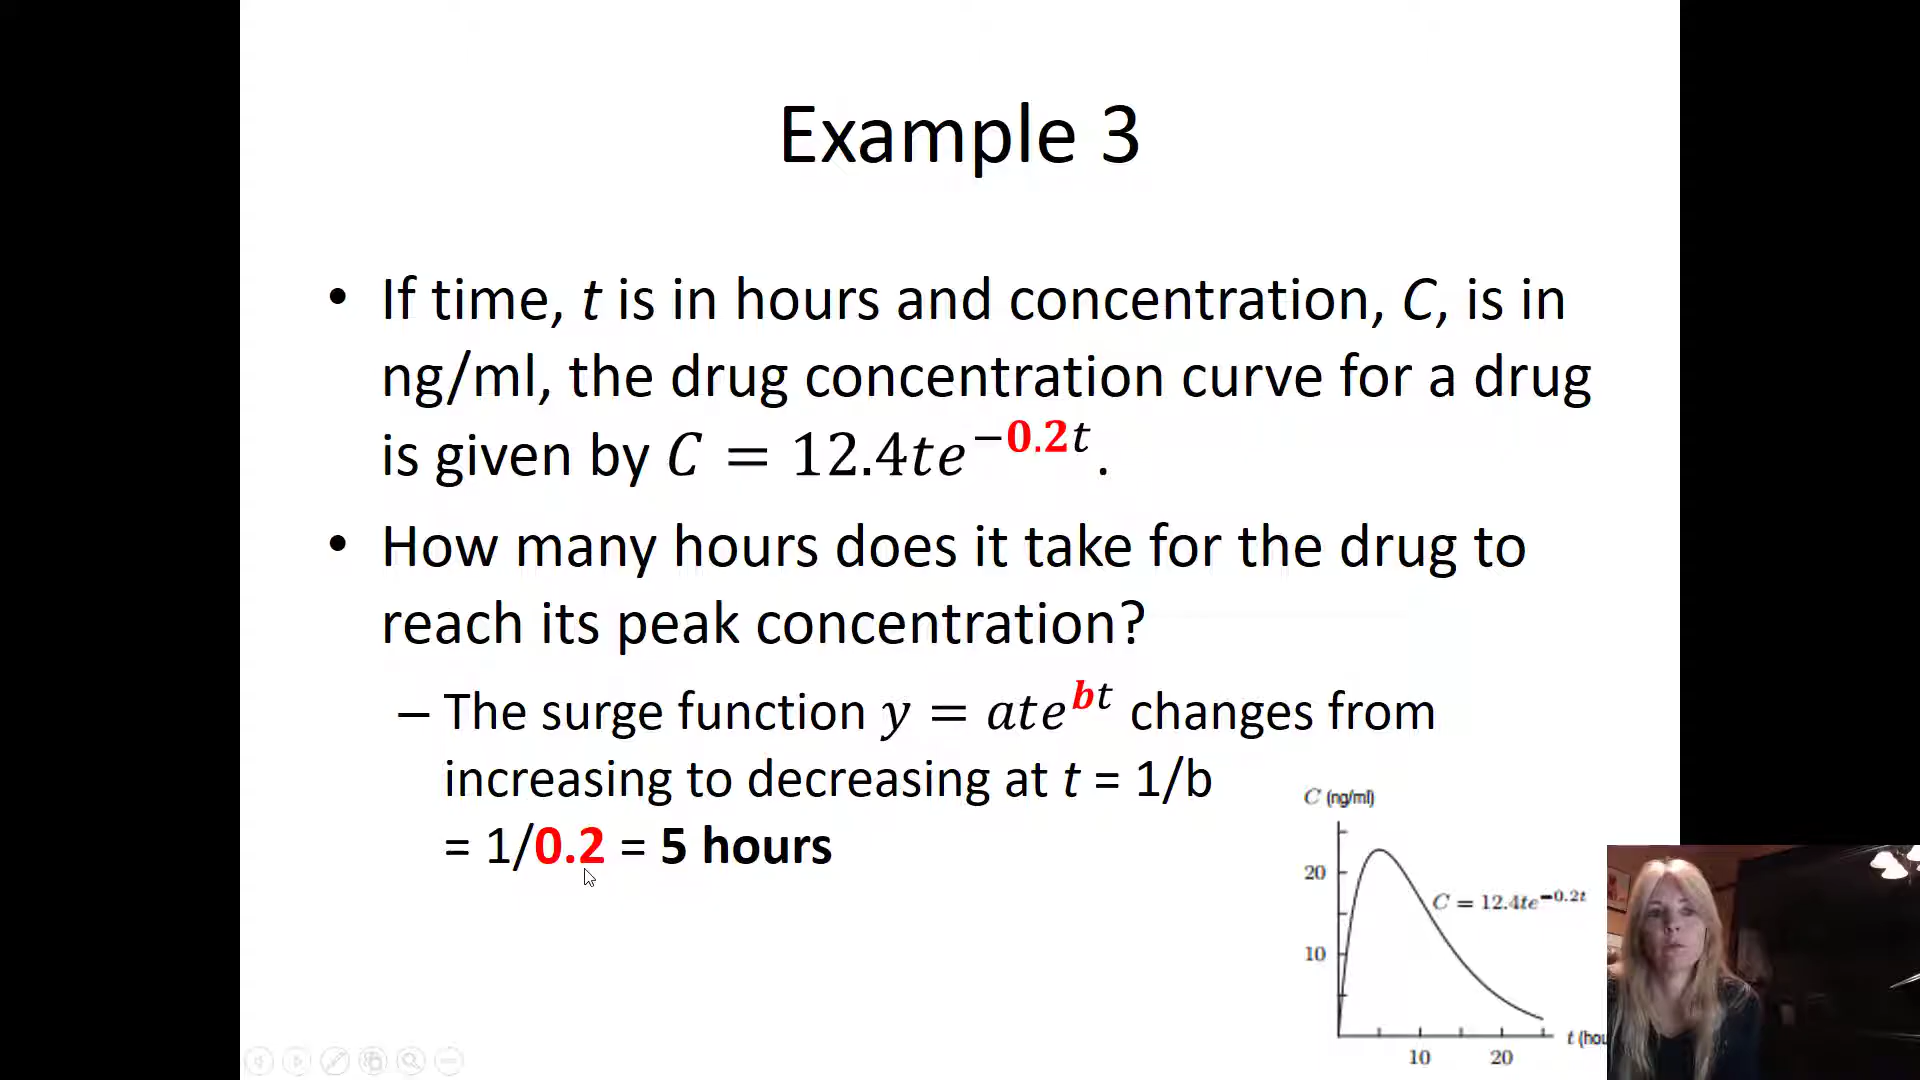 Example 3
• If time, t is in hours and concentration, C, is in
ng/ml, the drug concentration curve for a drug
is given by C = 12.4te^{−0.2t}.
• How many hours does it take for the drug to
reach its peak concentration?
– The surge function y = ate^{bt} changes from
increasing to decreasing at t = 1/b
= 1/0.2 = 5 hours
C (ng/ml)
20
C = 12.4te^{−0.2t}
10
t (hou
10 20